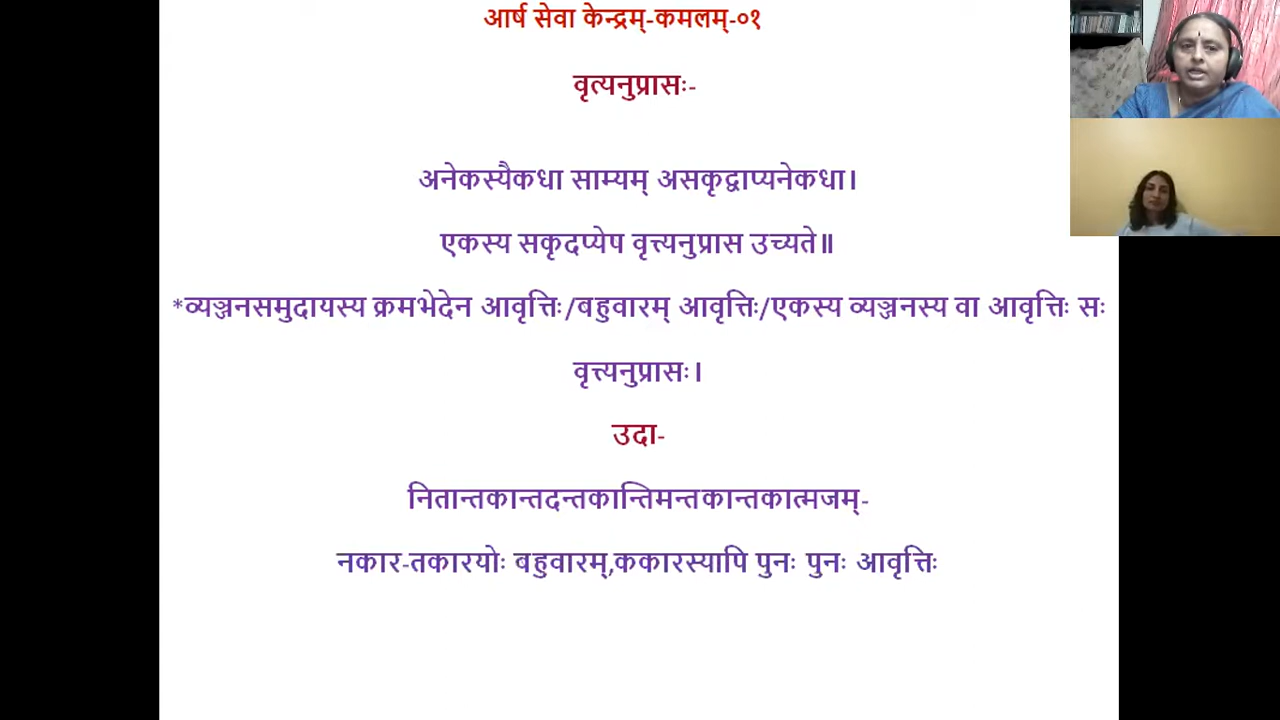 आर्ष सेवा केन्द्रम्-कमलम्-०१
वृत्यनुप्रासः-
अनेकस्यैकधा साम्यम् असकृद्वाप्यनेकधा।
एकस्य सकृदप्येष वृत्त्यनुप्रास उच्यते॥
*व्यञ्जनसमुदायस्य क्रमभेदेन आवृत्तिः/बहुवारम् आवृत्तिः/एकस्य व्यञ्जनस्य वा आवृत्तिः सः
वृत्त्यनुप्रासः।
उदा-
नितान्तकान्तदन्तकान्तिमन्तकान्तकात्मजम्-
नकार-तकारयोः बहुवारम्,ककारस्यापि पुनः पुनः आवृत्तिः